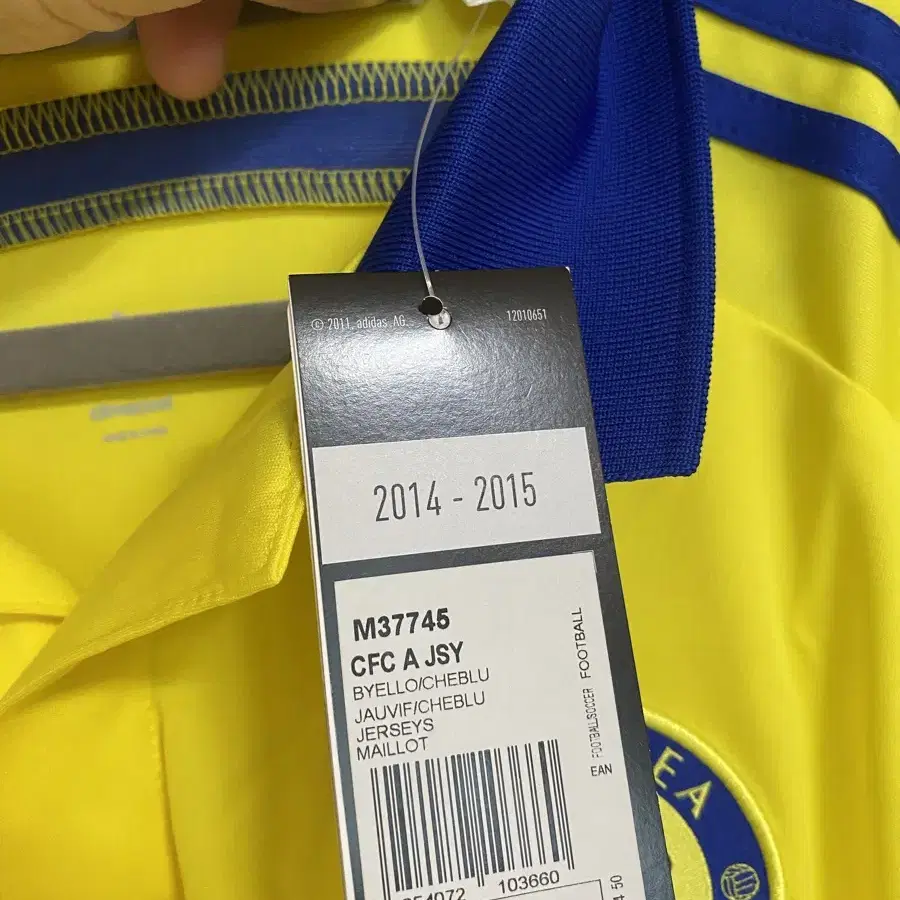 © 2011, adidas AG
12010651
2014 - 2015
M37745
CFC A JSY
BYELLO/CHEBLU
JAUVIF/CHEBLU
JERSEYS
MAILLOT
FOOTBALL/SOCCER FOOTBALL
EAN
103660
EA